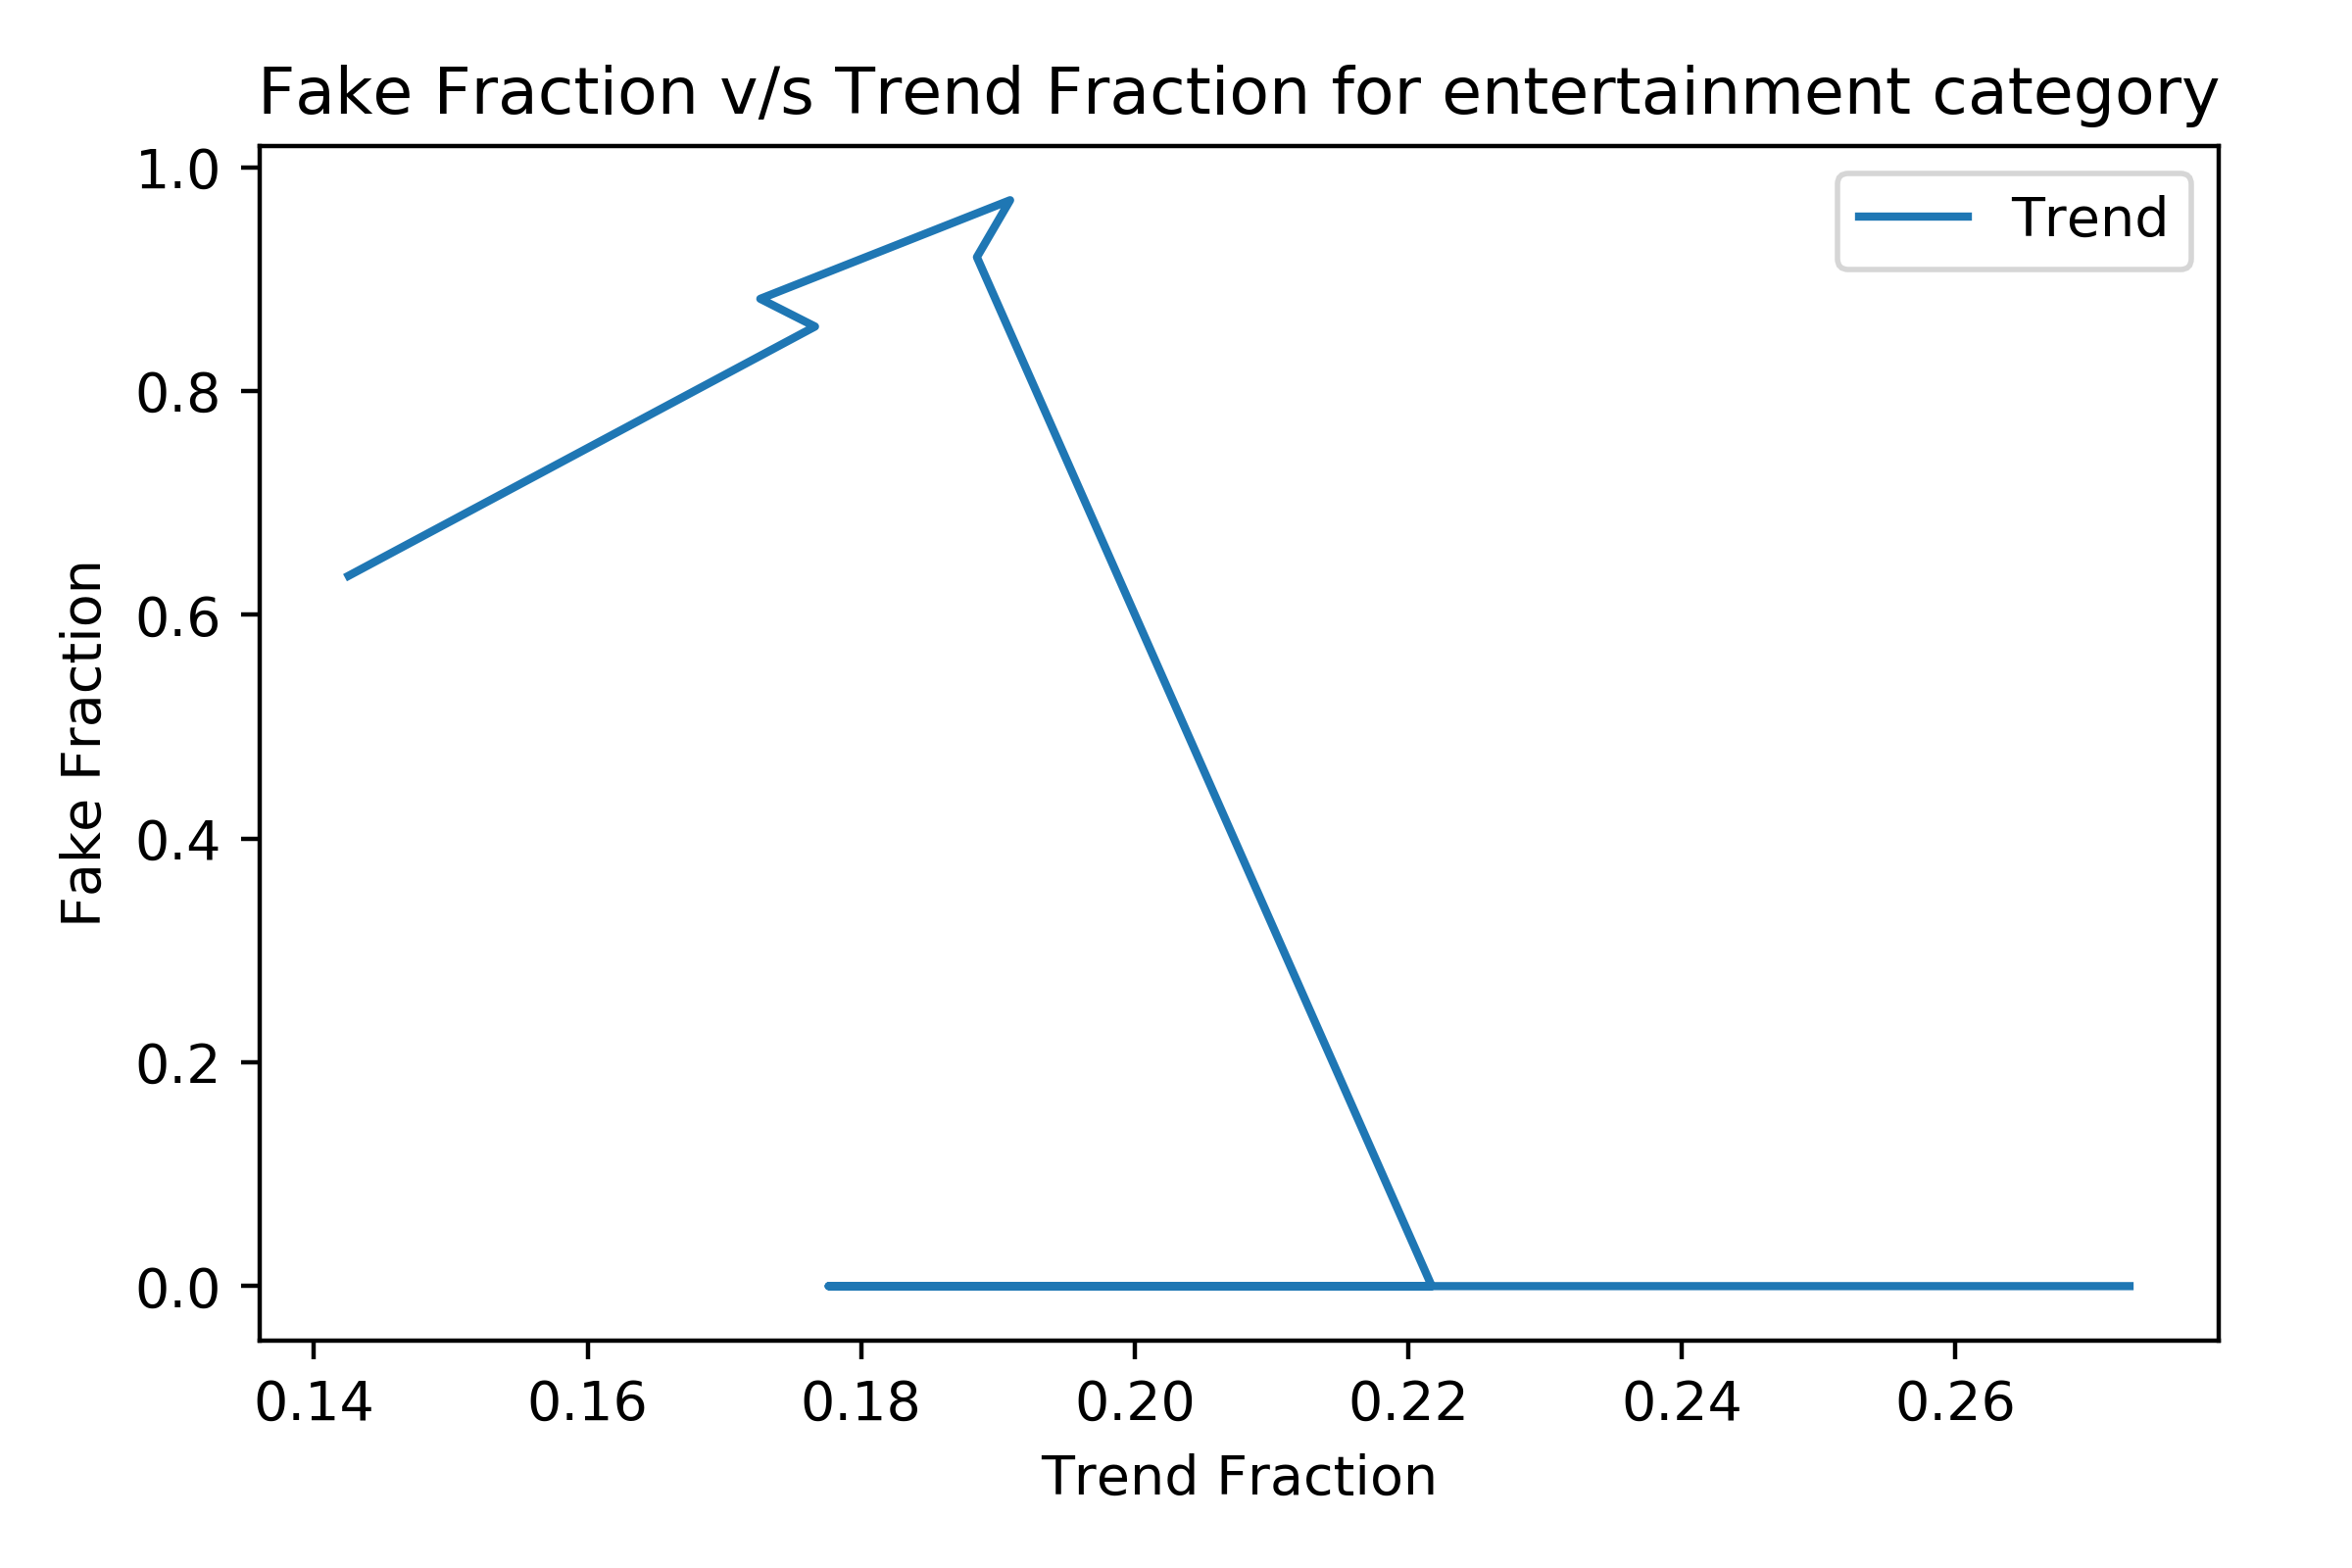 Fake Fraction v/s Trend Fraction for entertainment category
Trend
1.0
0.8
0.6
0.4
0.2
0.0
Fake Fraction
0.14 0.16 0.18 0.20 0.22 0.24 0.26
Trend Fraction